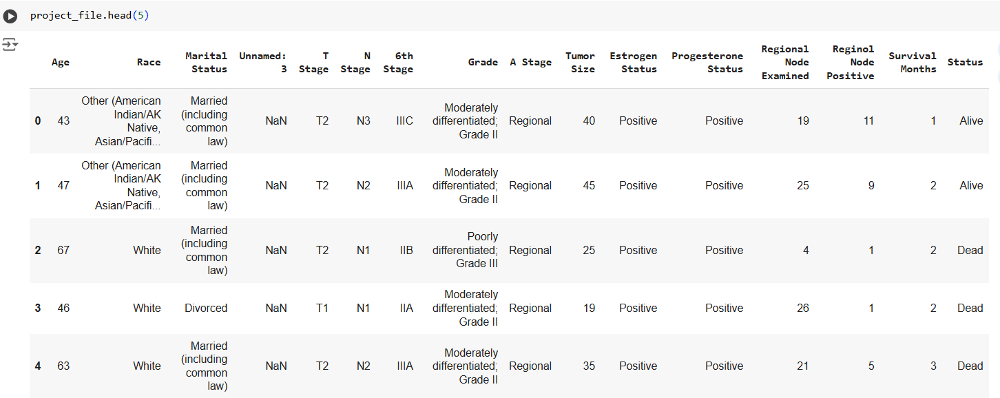 project_file.head(5)
Age Race Marital Status Unnamed: 3 T Stage N Stage 6th Stage Grade A Stage Tumor Size Estrogen Status Progesterone Status Regional Node Examined Reginol Node Positive Survival Months Status
0 43 Other (American Indian/AK Native, Asian/Pacifi... Married (including common law) NaN T2 N3 IIIC Moderately differentiated; Grade II Regional 40 Positive Positive 19 11 1 Alive
1 47 Other (American Indian/AK Native, Asian/Pacifi... Married (including common law) NaN T2 N2 IIIA Moderately differentiated; Grade II Regional 45 Positive Positive 25 9 2 Alive
2 67 White Married (including common law) NaN T2 N1 IIB Poorly differentiated; Grade III Regional 25 Positive Positive 4 1 2 Dead
3 46 White Divorced NaN T1 N1 IIA Moderately differentiated; Grade II Regional 19 Positive Positive 26 1 2 Dead
4 63 White Married (including common law) NaN T2 N2 IIIA Moderately differentiated; Grade II Regional 35 Positive Positive 21 5 3 Dead